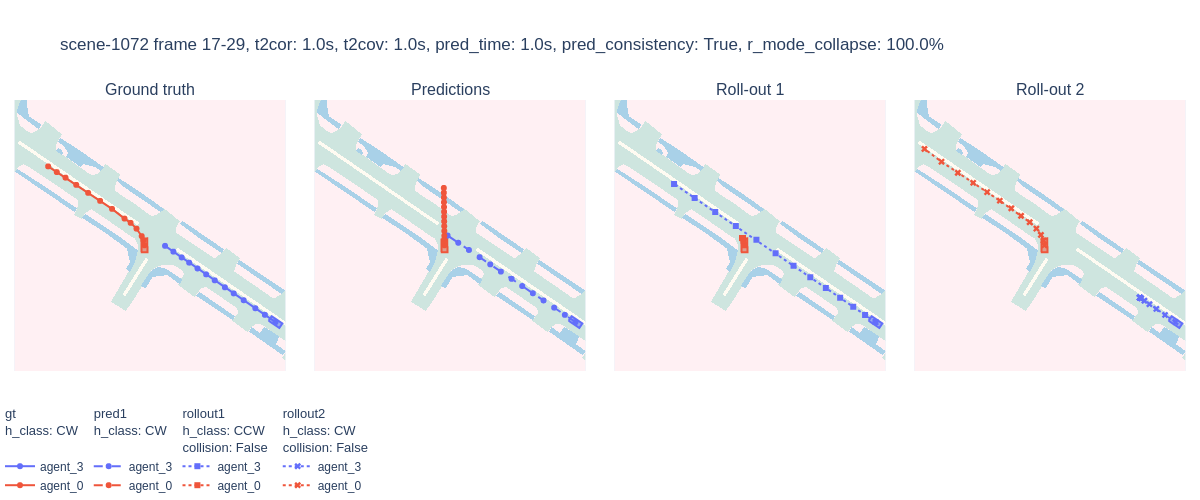 scene-1072 frame 17-29, t2cor: 1.0s, t2cov: 1.0s, pred_time: 1.0s, pred_consistency: True, r_mode_collapse: 100.0%
Ground truth
Predictions
Roll-out 1
Roll-out 2
gt
h_class: CW
agent_3
agent_0
pred1
h_class: CW
agent_3
agent_0
rollout1
h_class: CCW
collision: False
agent_3
agent_0
rollout2
h_class: CW
collision: False
agent_3
agent_0